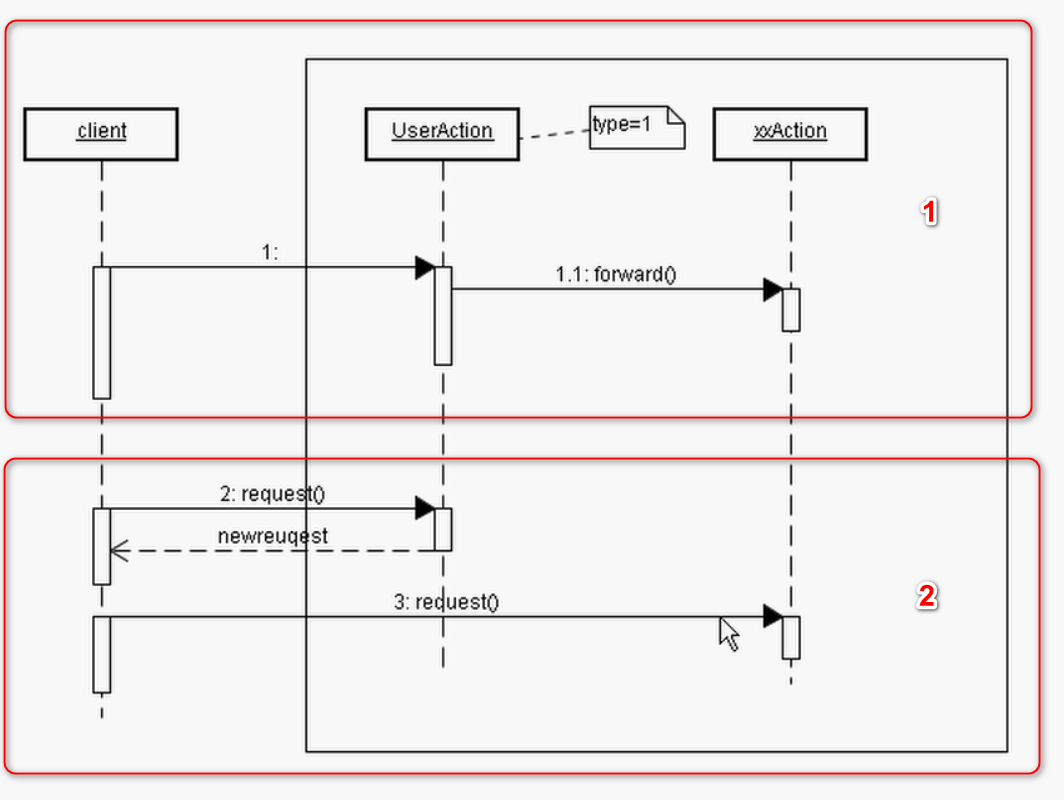 client
UserAction
type=1
xxAction
1
1:
1.1: forward()
2: request()
newreuqest
2
3: request()